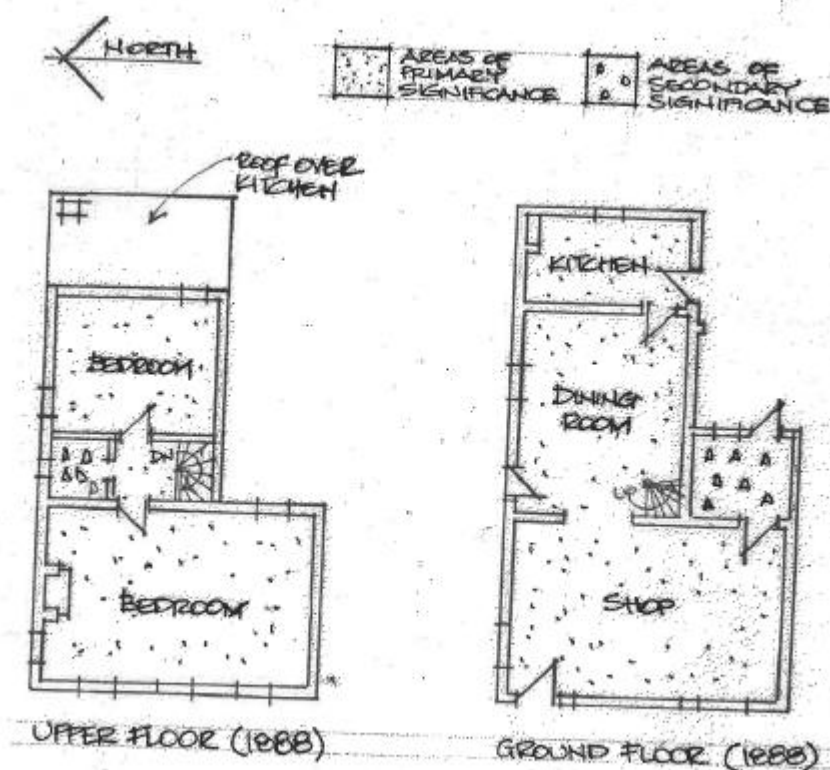 NORTH
AREAS OF
PRIMARY
SIGNIFICANCE
AREAS OF
SECONDARY
SIGNIFICANCE
ROOF OVER
KITCHEN
BEDROOM
DN
BEDROOM
UPPER FLOOR (1888)
KITCHEN
DINING
ROOM
UP
SHOP
GROUND FLOOR (1888)